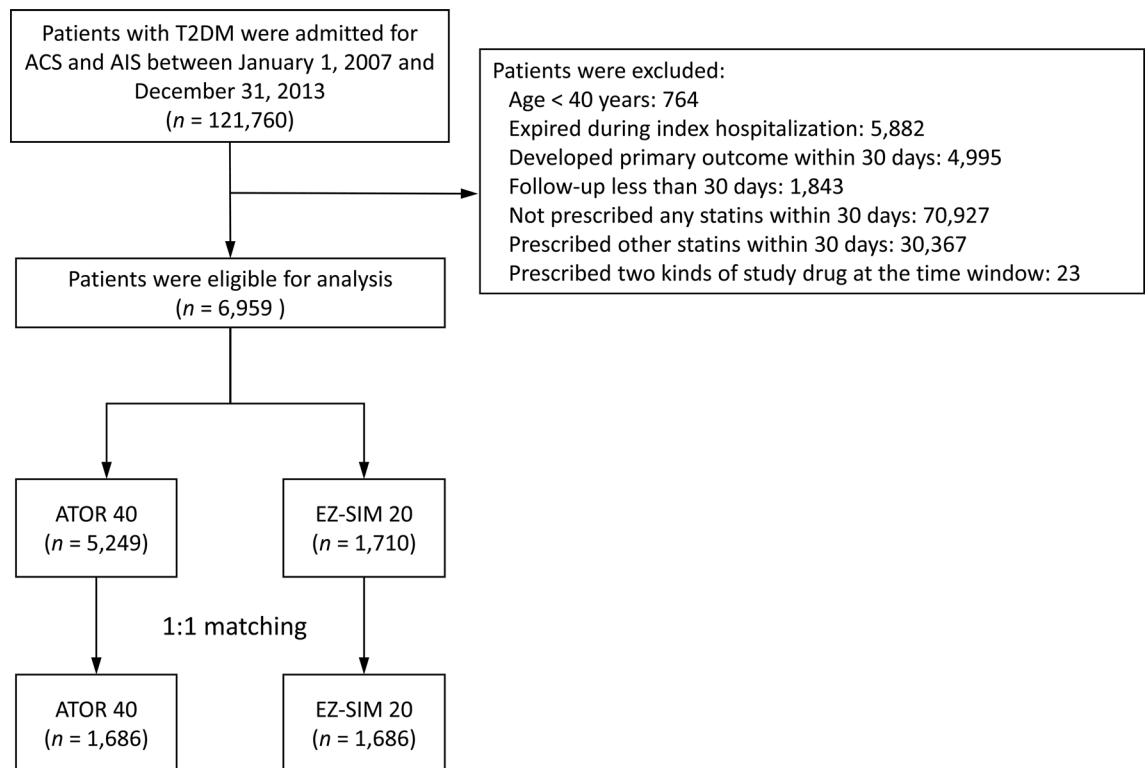 Patients with T2DM were admitted for
ACS and AIS between January 1, 2007 and
December 31, 2013
(n = 121,760)
Patients were excluded:
Age < 40 years: 764
Expired during index hospitalization: 5,882
Developed primary outcome within 30 days: 4,995
Follow-up less than 30 days: 1,843
Not prescribed any statins within 30 days: 70,927
Prescribed other statins within 30 days: 30,367
Prescribed two kinds of study drug at the time window: 23
Patients were eligible for analysis
(n = 6,959 )
ATOR 40
(n = 5,249)
EZ-SIM 20
(n = 1,710)
1:1 matching
ATOR 40
(n = 1,686)
EZ-SIM 20
(n = 1,686)